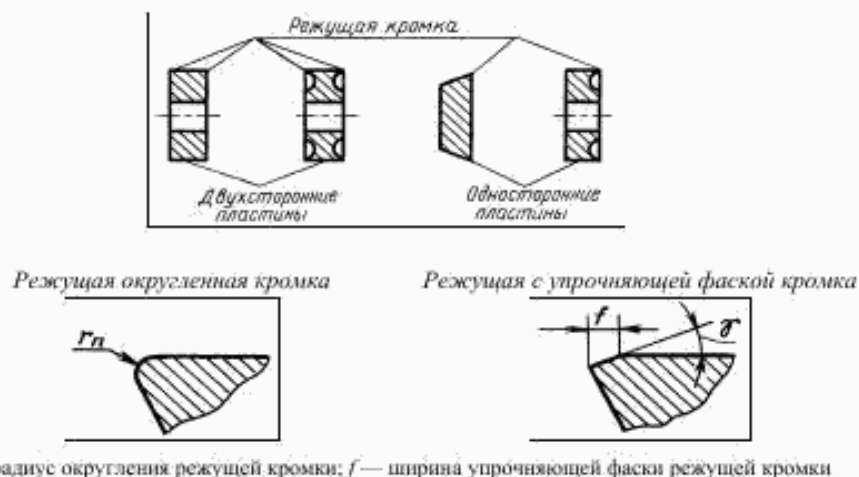 Режущая кромка
Двухсторонние
пластины
Односторонние
пластины
Режущая округленная кромка
Режущая с упрочняющей фаской кромка
rп
f
γ
адиус округления режущей кромки; f — ширина упрочняющей фаски режущей кромки